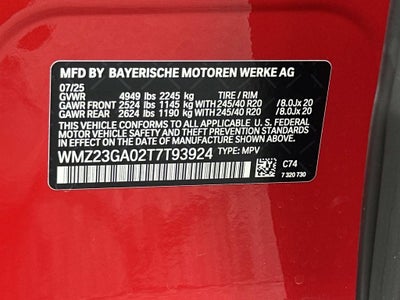 MFD BY BAYERISCHE MOTOREN WERKE AG
07/25
GVWR 4949 lbs 2245 kg TIRE / RIM
GAWR FRONT 2524 lbs 1145 kg WITH 245/40 R20 /8.0Jx 20
GAWR REAR 2624 lbs 1190 kg WITH 245/40 R20 /8.0Jx 20
THIS VEHICLE CONFORMS TO ALL APPLICABLE U. S. FEDERAL
MOTOR VEHICLE SAFETY AND THEFT PREVENTION STANDARDS
IN EFFECT ON THE DATE OF MANUFACTURE SHOWN ABOVE.
WMZ23GA02T7T93924 TYPE: MPV
C74
7 320 730